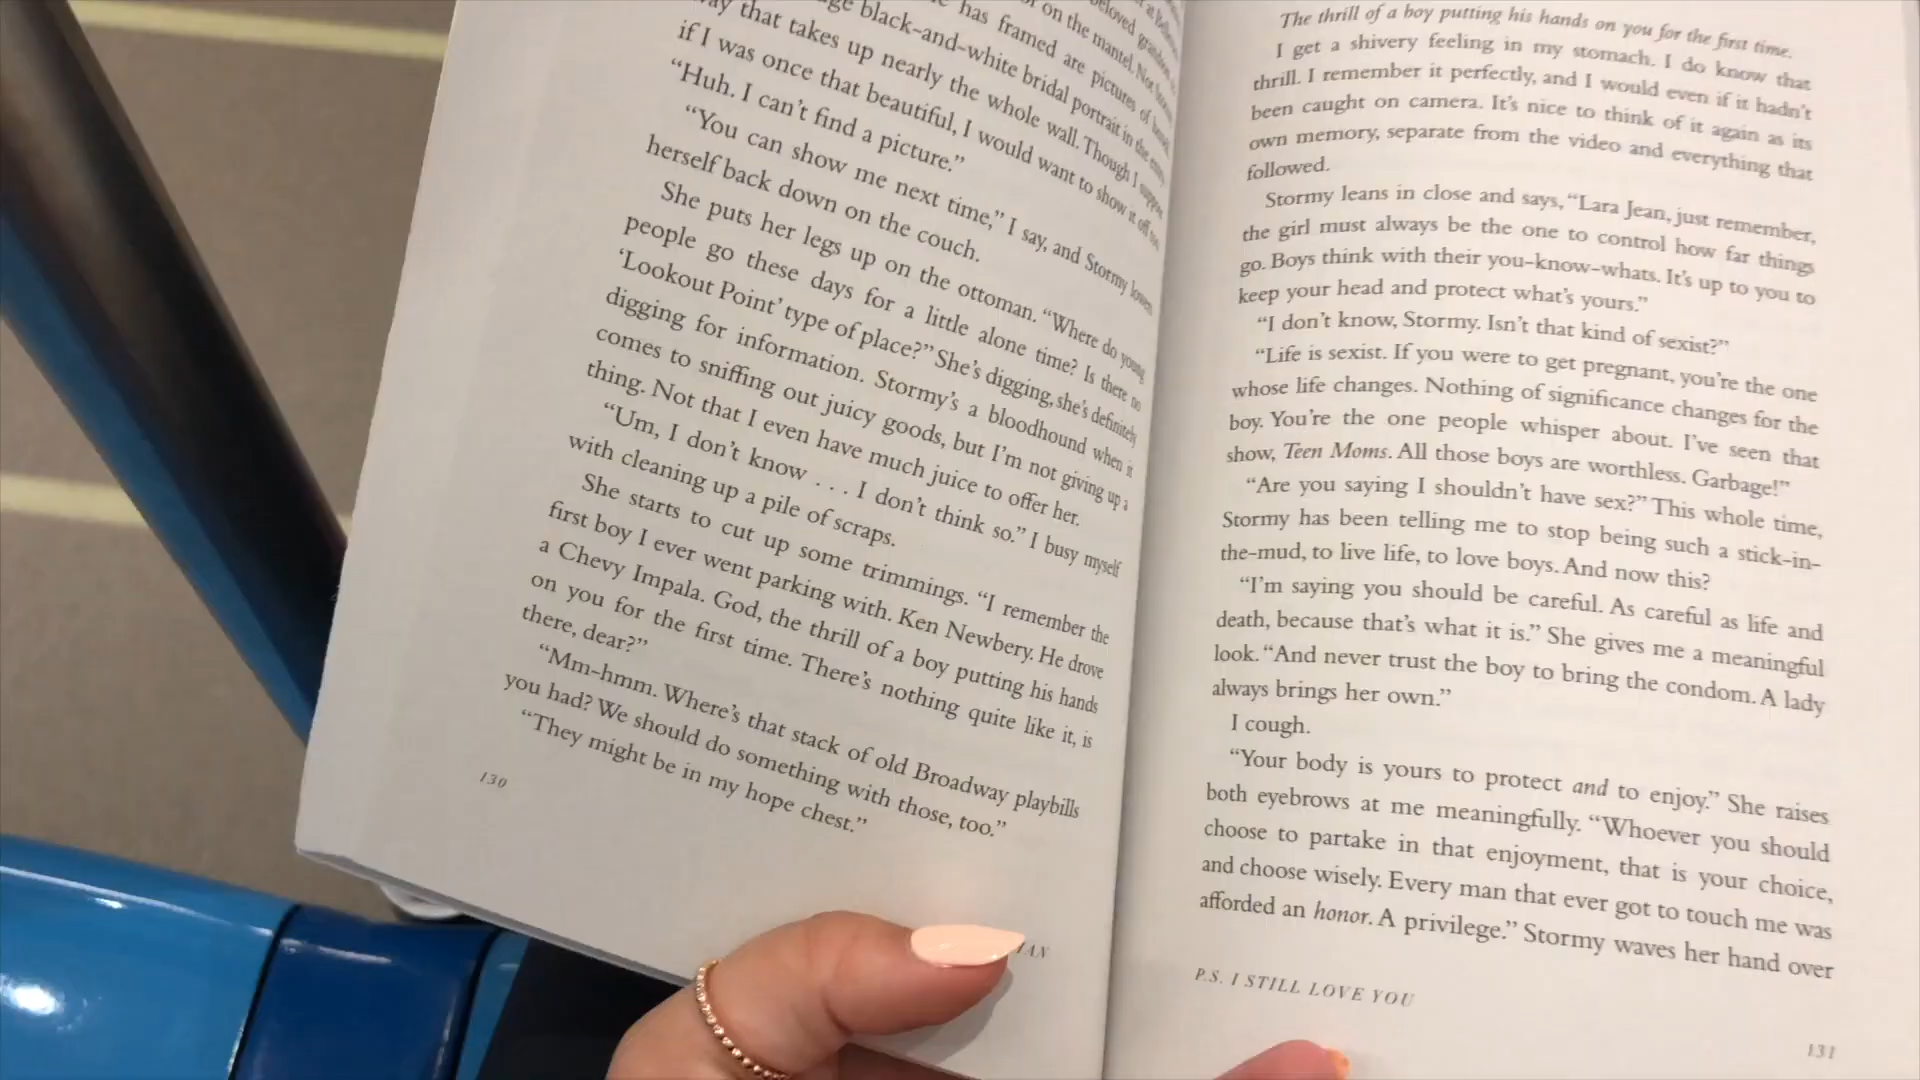 beloved grandson
or on the mantel. Not
has framed are pictures of
black-and-white bridal portrait in the
way that takes up nearly the whole wall. Though I suppose
if I was once that beautiful, I would want to show it off too.
“Huh. I can’t find a picture.”
“You can show me next time,” I say, and Stormy lowers
herself back down on the couch.
She puts her legs up on the ottoman. “Where do young
people go these days for a little alone time? Is there no
‘Lookout Point’ type of place?” She’s digging, she’s definitely
digging for information. Stormy’s a bloodhound when it
comes to sniffing out juicy goods, but I’m not giving up a
thing. Not that I even have much juice to offer her.
“Um, I don’t know . . . I don’t think so.” I busy myself
with cleaning up a pile of scraps.
She starts to cut up some trimmings. “I remember the
first boy I ever went parking with. Ken Newbery. He drove
a Chevy Impala. God, the thrill of a boy putting his hands
on you for the first time. There’s nothing quite like it, is
there, dear?”
“Mm-hmm. Where’s that stack of old Broadway playbills
you had? We should do something with those, too.”
“They might be in my hope chest.”
130
The thrill of a boy putting his hands on you for the first time.
I get a shivery feeling in my stomach. I do know that
thrill. I remember it perfectly, and I would even if it hadn’t
been caught on camera. It’s nice to think of it again as its
own memory, separate from the video and everything that
followed.
Stormy leans in close and says, “Lara Jean, just remember,
the girl must always be the one to control how far things
go. Boys think with their you-know-whats. It’s up to you to
keep your head and protect what’s yours.”
“I don’t know, Stormy. Isn’t that kind of sexist?”
“Life is sexist. If you were to get pregnant, you’re the one
whose life changes. Nothing of significance changes for the
boy. You’re the one people whisper about. I’ve seen that
show, Teen Moms. All those boys are worthless. Garbage!”
“Are you saying I shouldn’t have sex?” This whole time,
Stormy has been telling me to stop being such a stick-in-
the-mud, to live life, to love boys. And now this?
“I’m saying you should be careful. As careful as life and
death, because that’s what it is.” She gives me a meaningful
look. “And never trust the boy to bring the condom. A lady
always brings her own.”
I cough.
“Your body is yours to protect and to enjoy.” She raises
both eyebrows at me meaningfully. “Whoever you should
choose to partake in that enjoyment, that is your choice,
and choose wisely. Every man that ever got to touch me was
afforded an honor. A privilege.” Stormy waves her hand over
P.S. I STILL LOVE YOU
131